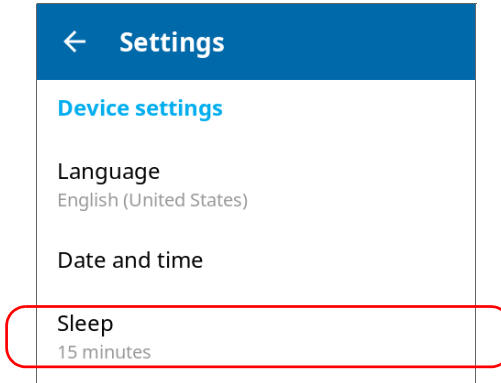 Settings
Device settings
Language
English (United States)
Date and time
Sleep
15 minutes